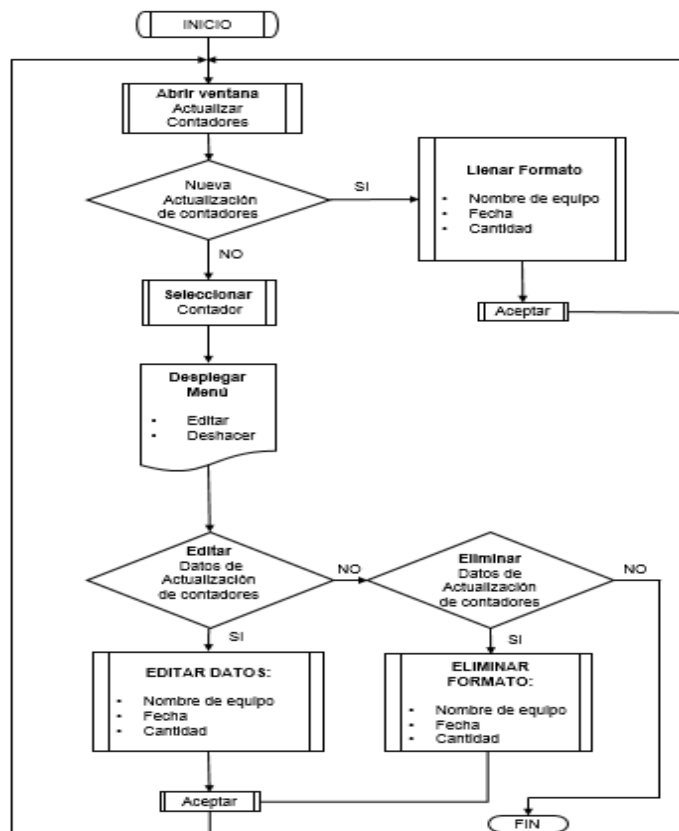 INICIO
Abrir ventana
Actualizar
Contadores
Nueva
Actualización
de contadores
SI
Llenar Formato
• Nombre de equipo
• Fecha
• Cantidad
Aceptar
NO
Seleccionar
Contador
Desplegar
Menú
• Editar
• Deshacer
Editar
Datos de
Actualización
de contadores
NO
Eliminar
Datos de
Actualización
de contadores
NO
SI
EDITAR DATOS:
• Nombre de equipo
• Fecha
• Cantidad
SI
ELIMINAR
FORMATO:
• Nombre de equipo
• Fecha
• Cantidad
Aceptar
FIN